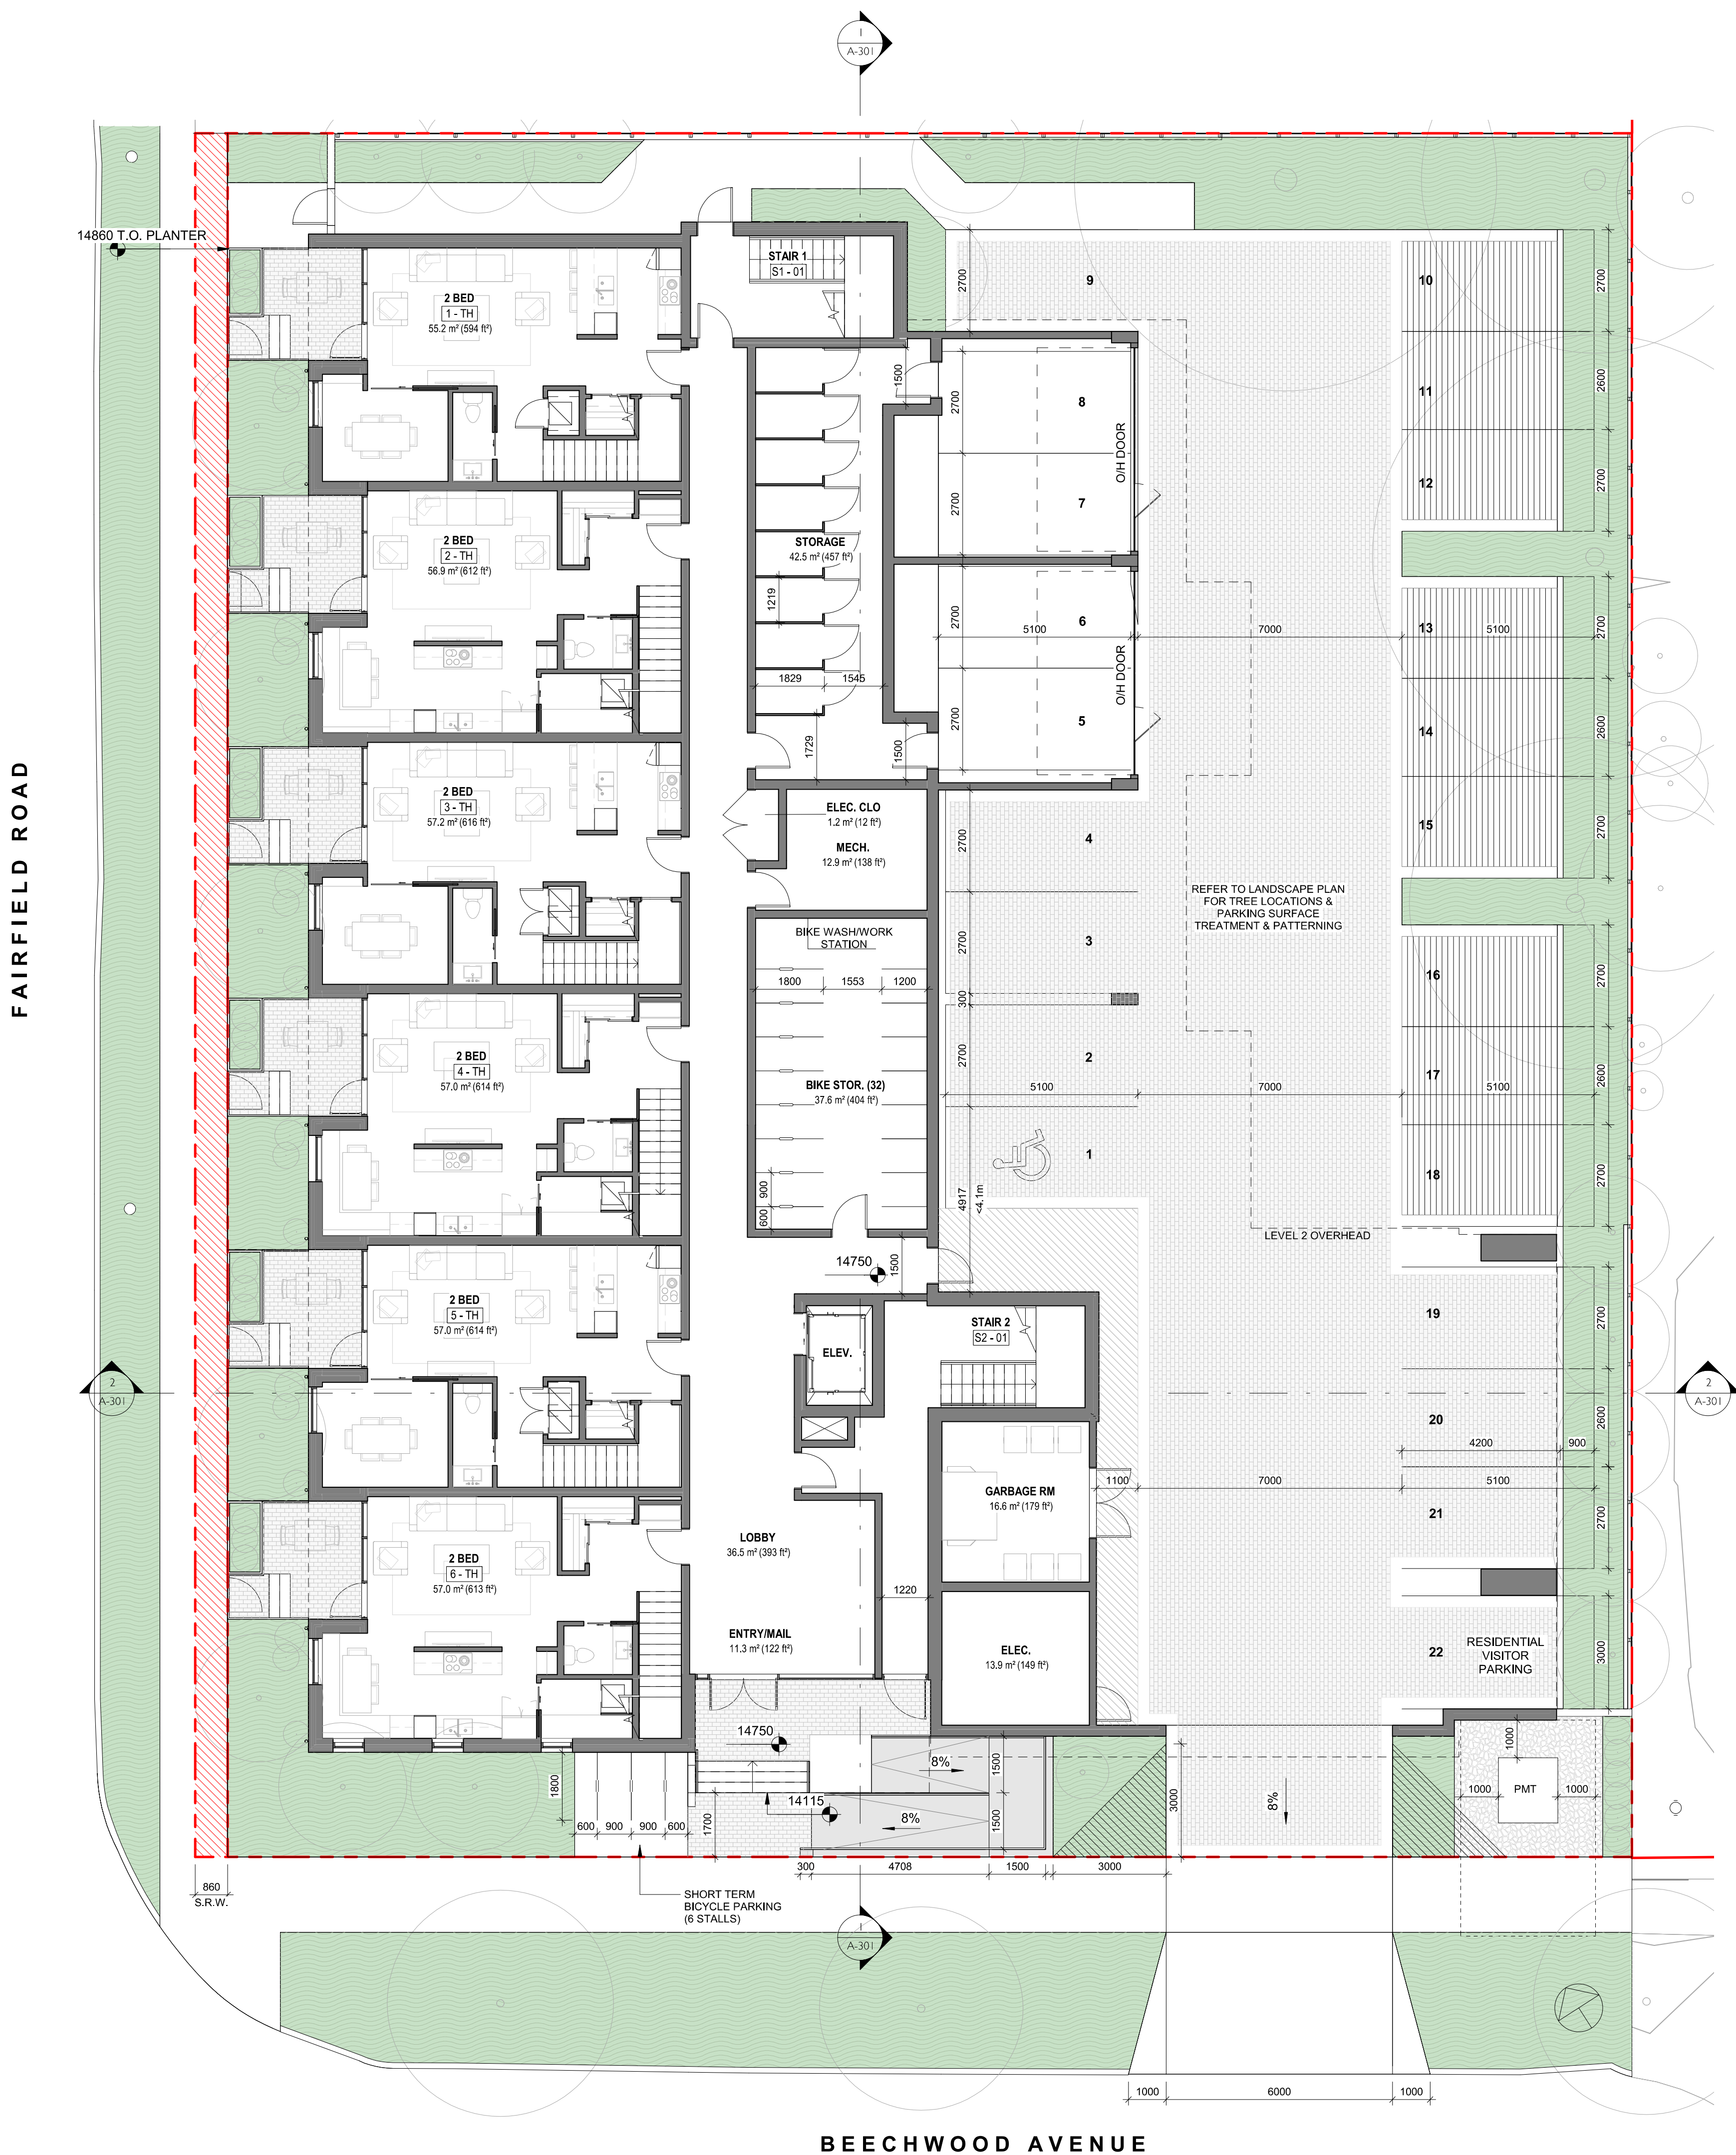 1
A-301
14860 T.O. PLANTER
2 BED
1 - TH
55.2 m² (594 ft²)
STAIR 1
S1 - 01
2700
9
10
2700
1500
2700
8
11
2600
O/H DOOR
7
2700
12
2700
2 BED
2 - TH
56.9 m² (612 ft²)
STORAGE
42.5 m² (457 ft²)
1219
2700
6
5100
7000
13
5100
2700
1829
1545
O/H DOOR
2700
5
14
2600
1729
1500
FAIRFIELD ROAD
2 BED
3 - TH
57.2 m² (616 ft²)
ELEC. CLO
1.2 m² (12 ft²)
MECH.
12.9 m² (138 ft²)
2700
4
15
2700
REFER TO LANDSCAPE PLAN
FOR TREE LOCATIONS &
PARKING SURFACE
TREATMENT & PATTERNING
BIKE WASH/WORK
STATION
2700
3
1800
1553
1200
300
16
2700
2 BED
4 - TH
57.0 m² (614 ft²)
BIKE STOR. (32)
37.6 m² (404 ft²)
2700
2
5100
7000
17
5100
2600
1
900
600
4917
<4.1m
18
2700
LEVEL 2 OVERHEAD
14750
1500
2 BED
5 - TH
57.0 m² (614 ft²)
ELEV.
STAIR 2
S2 - 01
19
2700
2
A-301
2
A-301
20
2600
4200
900
1100
7000
5100
GARBAGE RM
16.6 m² (179 ft²)
21
2700
LOBBY
36.5 m² (393 ft²)
2 BED
6 - TH
57.0 m² (613 ft²)
1220
ENTRY/MAIL
11.3 m² (122 ft²)
ELEC.
13.9 m² (149 ft²)
22
RESIDENTIAL
VISITOR
PARKING
3000
14750
8%
1500
1000
1800
1000
PMT
1000
14115
8%
1500
3000
8%
600
900
900
600
1700
300
4708
1500
3000
860
S.R.W.
SHORT TERM
BICYCLE PARKING
(6 STALLS)
1
A-301
1000
6000
1000
BEECHWOOD AVENUE